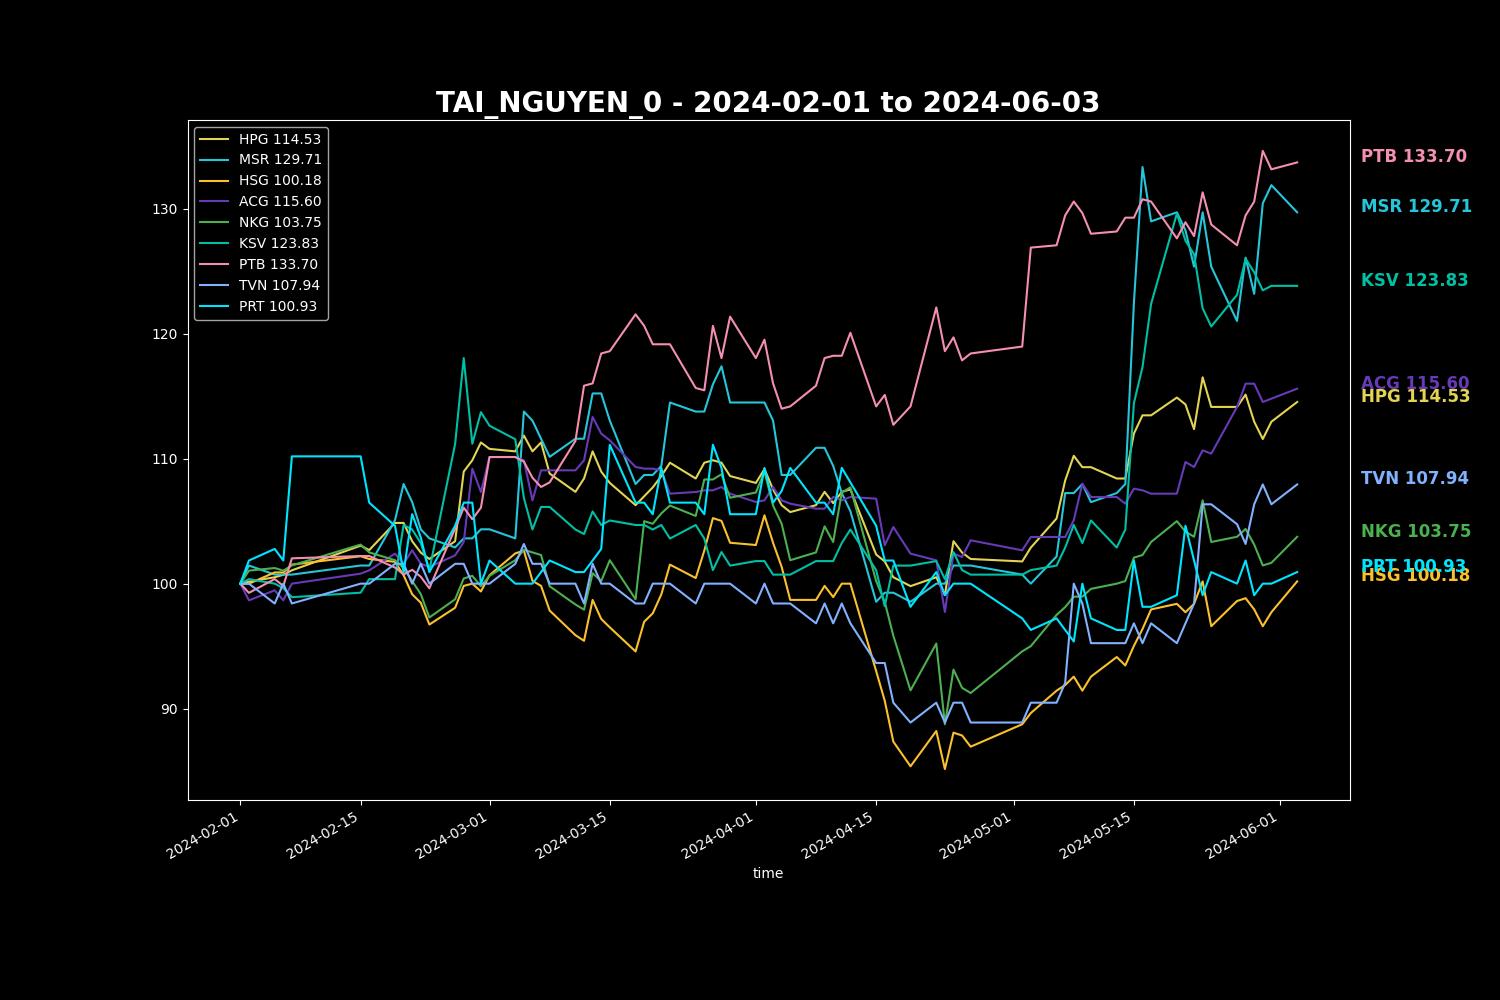 TAI_NGUYEN_0 - 2024-02-01 to 2024-06-03
HPG 114.53
MSR 129.71
HSG 100.18
ACG 115.60
NKG 103.75
KSV 123.83
PTB 133.70
TVN 107.94
PRT 100.93
130
120
110
100
90
PTB 133.70
MSR 129.71
KSV 123.83
ACG 115.60
HPG 114.53
TVN 107.94
NKG 103.75
PRT 100.93
HSG 100.18
2024-02-01
2024-02-15
2024-03-01
2024-03-15
2024-04-01
2024-04-15
2024-05-01
2024-05-15
2024-06-01
time